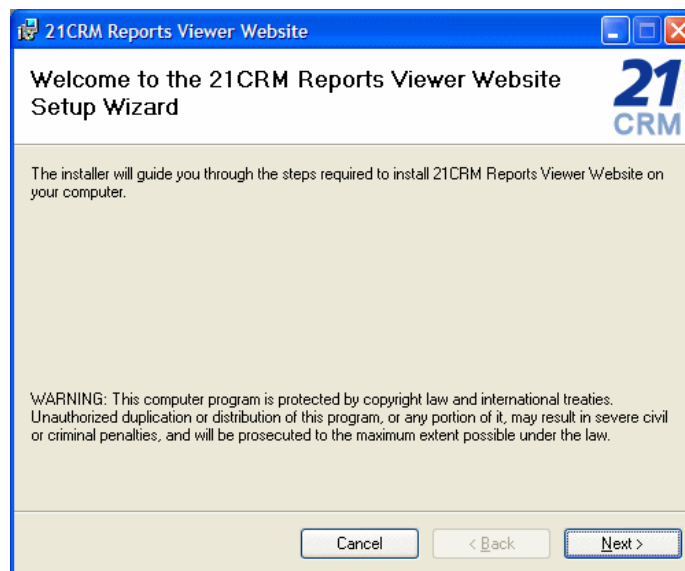 21CRM Reports Viewer Website
Welcome to the 21CRM Reports Viewer Website
Setup Wizard
21
CRM
The installer will guide you through the steps required to install 21CRM Reports Viewer Website on
your computer.
WARNING: This computer program is protected by copyright law and international treaties.
Unauthorized duplication or distribution of this program, or any portion of it, may result in severe civil
or criminal penalties, and will be prosecuted to the maximum extent possible under the law.
Cancel < Back Next >